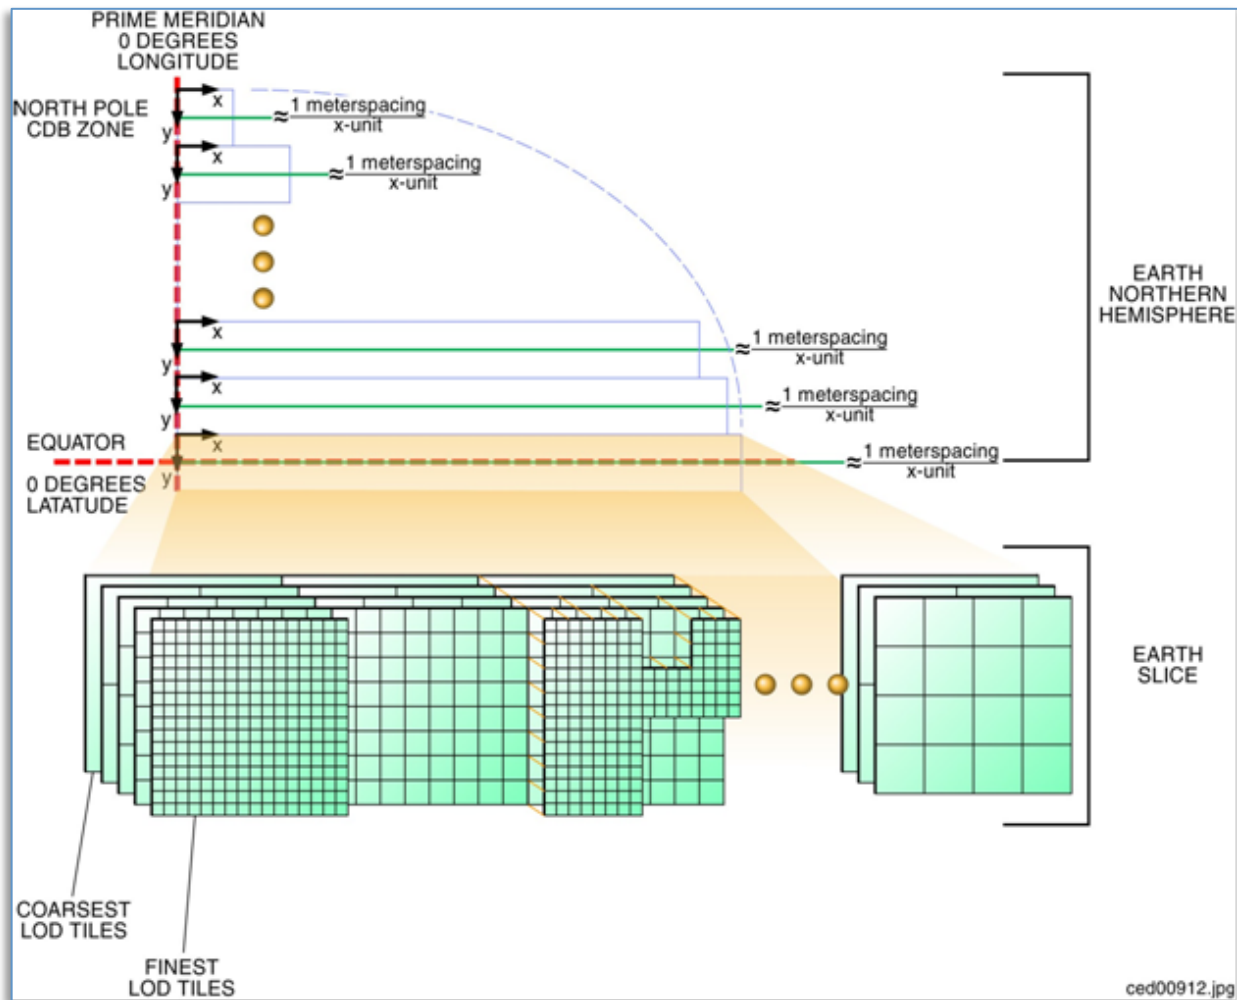 PRIME MERIDIAN
0 DEGREES
LONGITUDE
NORTH POLE
CDB ZONE
x
y
≈ 1 meterspacing
x-unit
x
y
≈ 1 meterspacing
x-unit
EARTH
NORTHERN
HEMISPHERE
x
y
≈ 1 meterspacing
x-unit
x
y
≈ 1 meterspacing
x-unit
EQUATOR
x
y
≈ 1 meterspacing
x-unit
0 DEGREES
LATATUDE
EARTH
SLICE
COARSEST
LOD TILES
FINEST
LOD TILES
ced00912.jpg